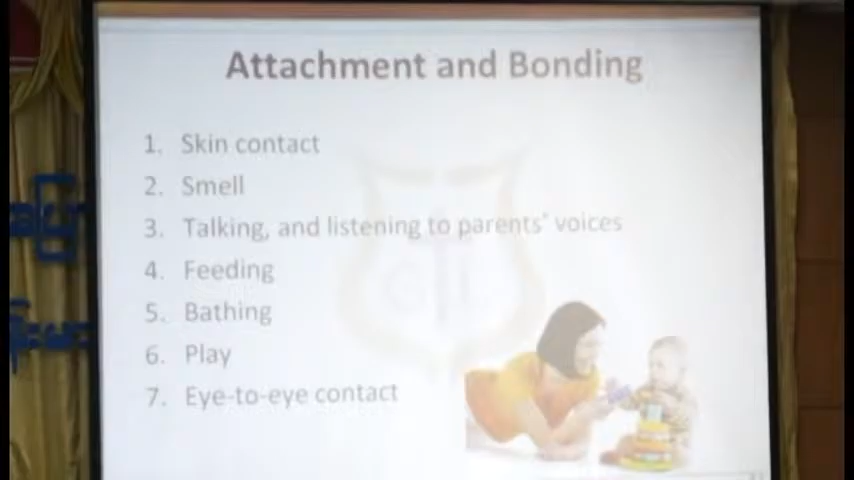 Attachment and Bonding
1. Skin contact
2. Smell
3. Talking, and listening to parents' voices
4. Feeding
5. Bathing
6. Play
7. Eye-to-eye contact